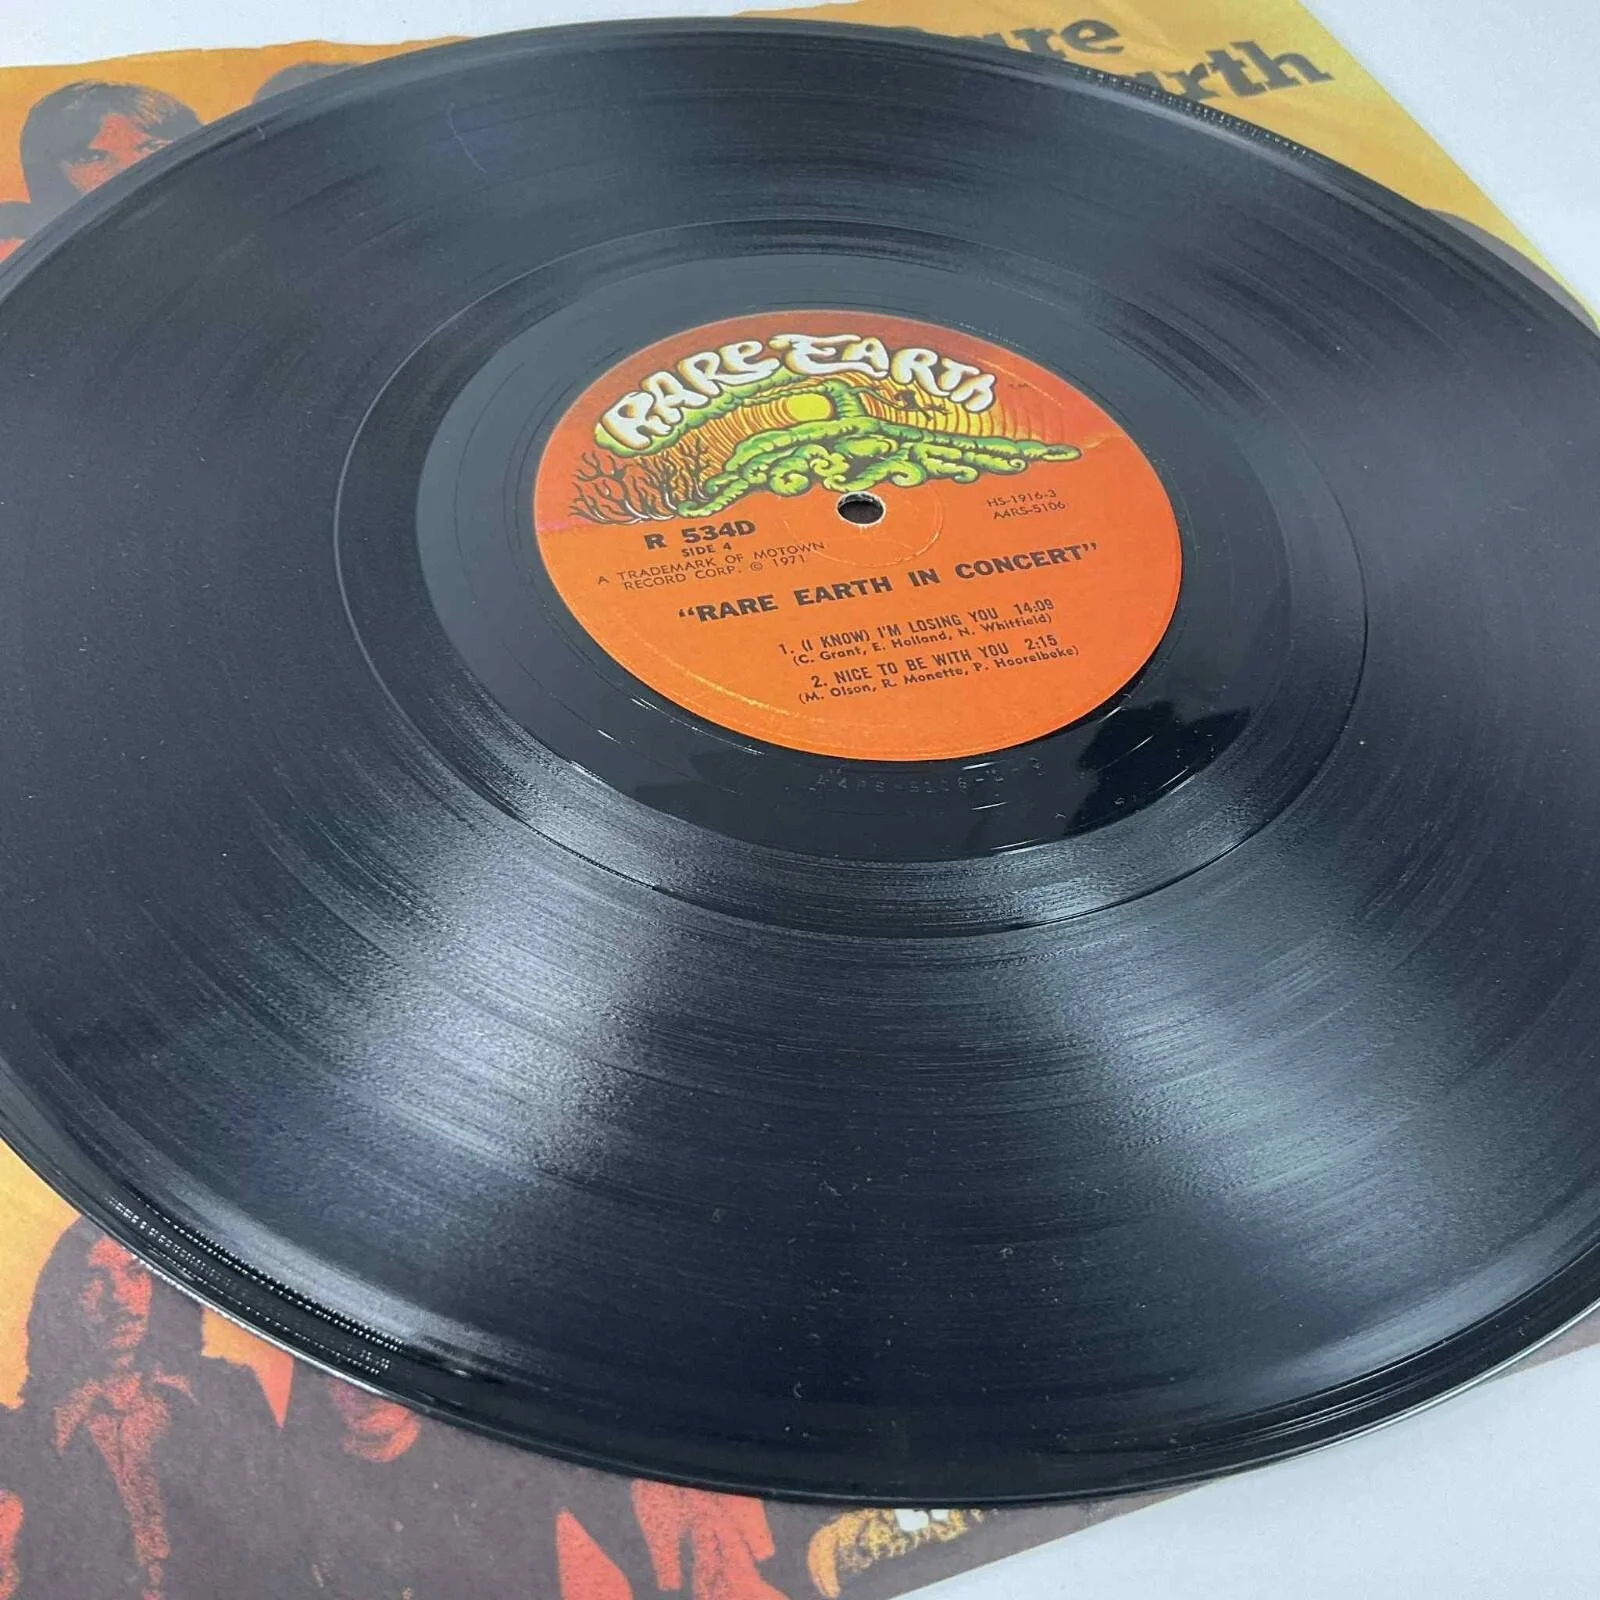 RARE EARTH
TM
R 534D
SIDE 4
A TRADEMARK OF MOTOWN
RECORD CORP. © 1971
HS-1916-3
A4RS-5106
"RARE EARTH IN CONCERT"
1. (I KNOW) I'M LOSING YOU 14:09
(C. Grant, E. Holland, N. Whitfield)
2. NICE TO BE WITH YOU 2:15
(M. Olson, R. Monette, P. Hoorelbeke)